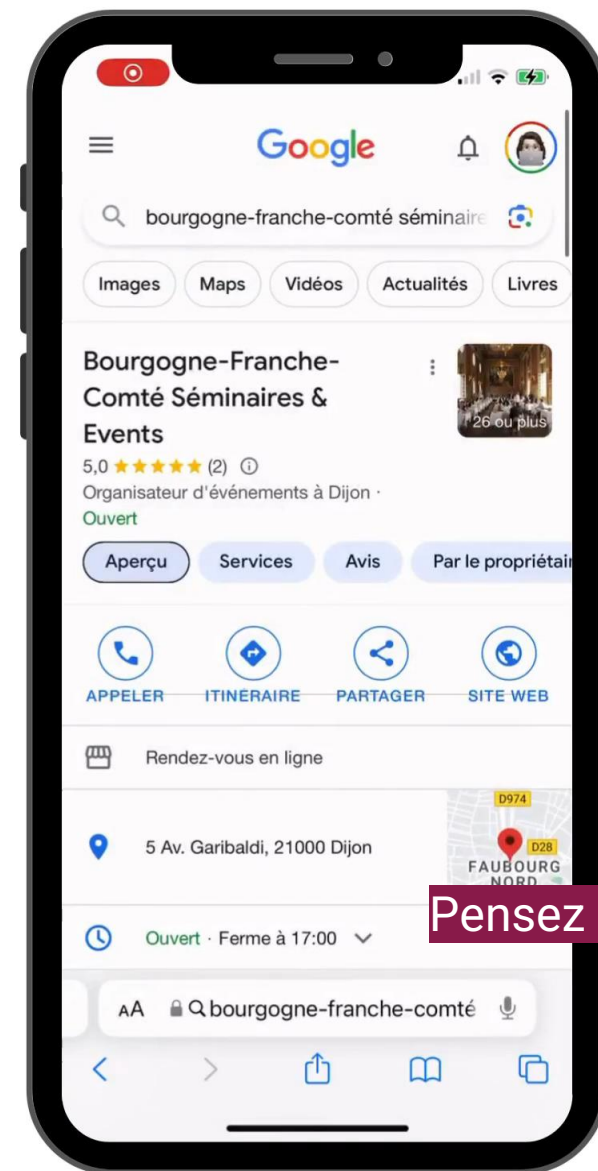 Google
bourgogne-franche-comté séminaire
Images Maps Vidéos Actualités Livres
Bourgogne-Franche-
Comté Séminaires &
Events
26 ou plus
5,0 ★★★★★ (2)
Organisateur d'événements à Dijon ·
Ouvert
Aperçu Services Avis Par le propriétair
APPELER ITINÉRAIRE PARTAGER SITE WEB
Rendez-vous en ligne
D974
5 Av. Garibaldi, 21000 Dijon
D28
FAUBOURG
NORD
Pensez
Ouvert · Ferme à 17:00
AA bourgogne-franche-comté